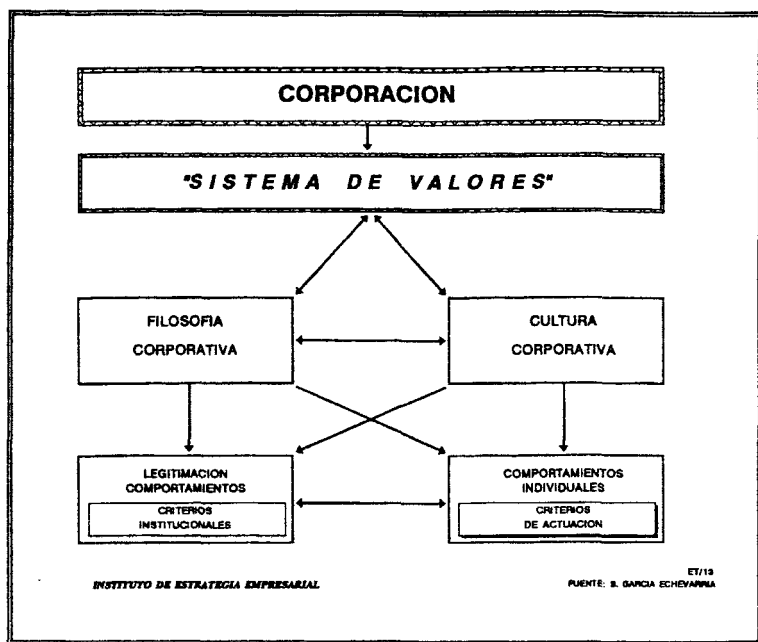 CORPORACION
"SISTEMA DE VALORES"
FILOSOFIA
CORPORATIVA
CULTURA
CORPORATIVA
LEGITIMACION
COMPORTAMIENTOS
CRITERIOS
INSTITUCIONALES
COMPORTAMIENTOS
INDIVIDUALES
CRITERIOS
DE ACTUACION
INSTITUTO DE ESTRATEGIA EMPRESARIAL
ET/13
FUENTE: S. GARCIA ECHEVARRIA